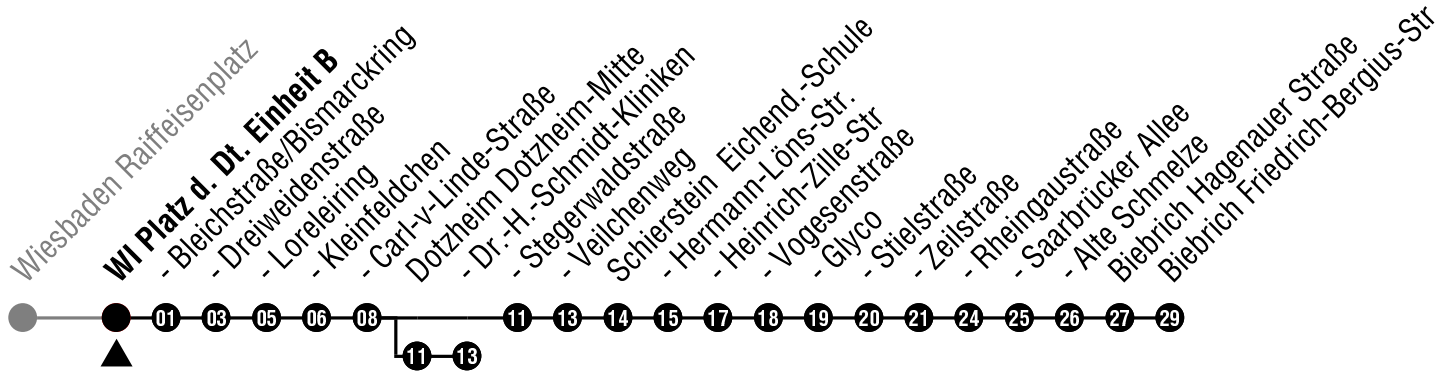 Wiesbaden Raiffeisenplatz
WI Platz d. Dt. Einheit B
- Bleichstraße/Bismarckring
- Dreiweidenstraße
- Loreleiring
- Kleinfeldchen
- Carl-v-Linde-Straße
Dotzheim Dotzheim-Mitte
- Dr.-H.-Schmidt-Kliniken
- Stegerwaldstraße
- Veilchenweg
Schierstein Eichend.-Schule
- Hermann-Löns-Str.
- Heinrich-Zille-Str
- Vogesenstraße
- Glyco
- Stielstraße
- Zeilstraße
- Rheingaustraße
- Saarbrücker Allee
- Alte Schmelze
Biebrich Hagenauer Straße
Biebrich Friedrich-Bergius-Str
01 03 05 06 08 11 13 14 15 17 18 19 20 21 24 25 26 27 29
11 13